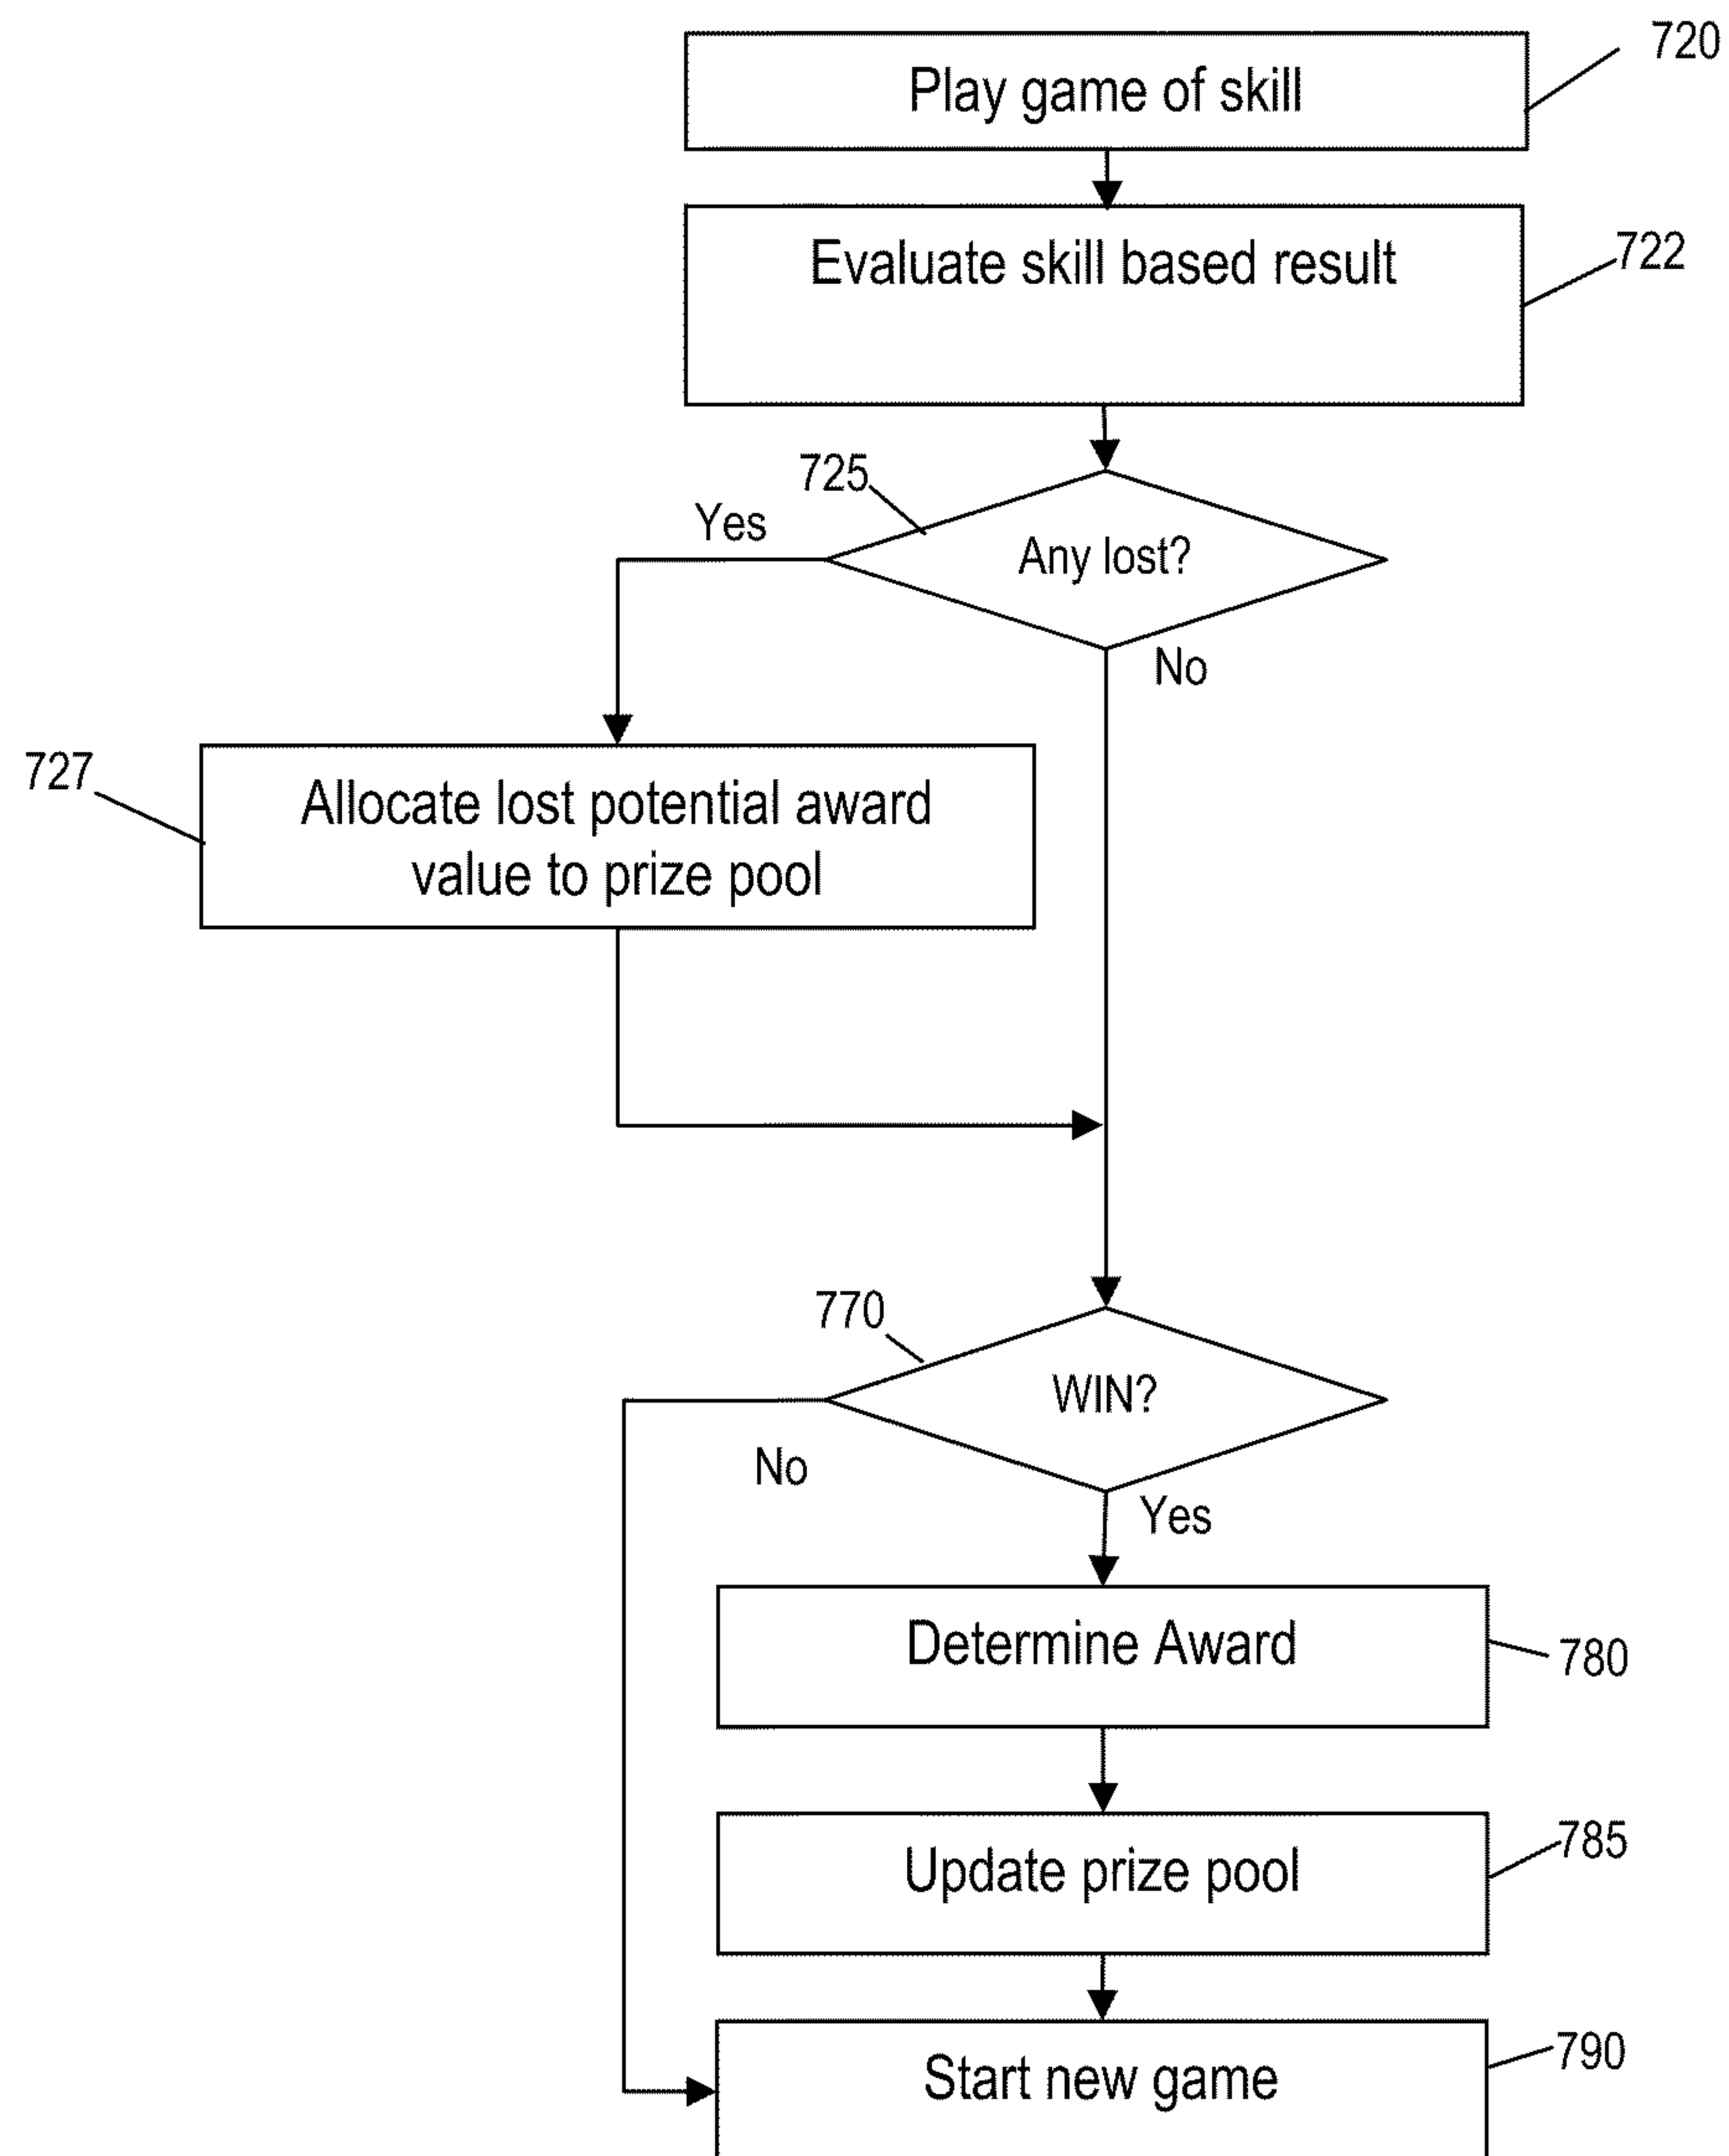 720
Play game of skill
Evaluate skill based result
722
725
Yes
Any lost?
No
727
Allocate lost potential award
value to prize pool
770
WIN?
No
Yes
Determine Award
780
Update prize pool
785
Start new game
790